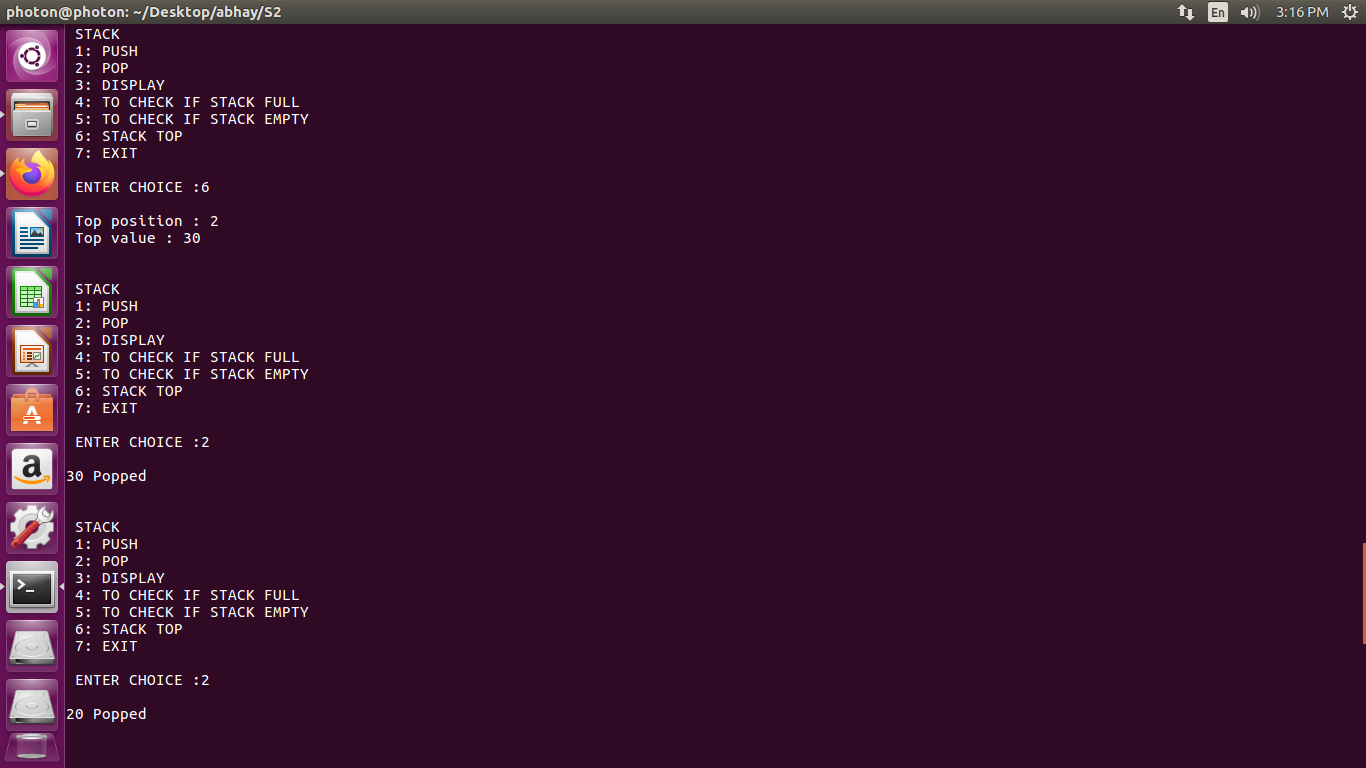 photon@photon: ~/Desktop/abhay/S2
En
3:16 PM
STACK
1: PUSH
2: POP
3: DISPLAY
4: TO CHECK IF STACK FULL
5: TO CHECK IF STACK EMPTY
6: STACK TOP
7: EXIT
ENTER CHOICE :6
Top position : 2
Top value : 30
STACK
1: PUSH
2: POP
3: DISPLAY
4: TO CHECK IF STACK FULL
5: TO CHECK IF STACK EMPTY
6: STACK TOP
7: EXIT
ENTER CHOICE :2
30 Popped
STACK
1: PUSH
2: POP
3: DISPLAY
4: TO CHECK IF STACK FULL
5: TO CHECK IF STACK EMPTY
6: STACK TOP
7: EXIT
ENTER CHOICE :2
20 Popped
A
a
>_